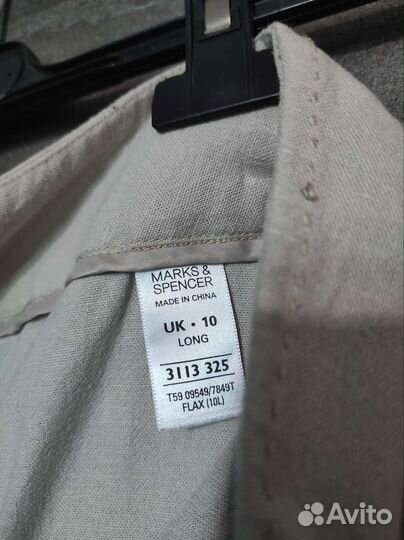 MARKS &
SPENCER
MADE IN CHINA
UK • 10
LONG
3113 325
T59 09549/7849T
FLAX (10L)
Avito